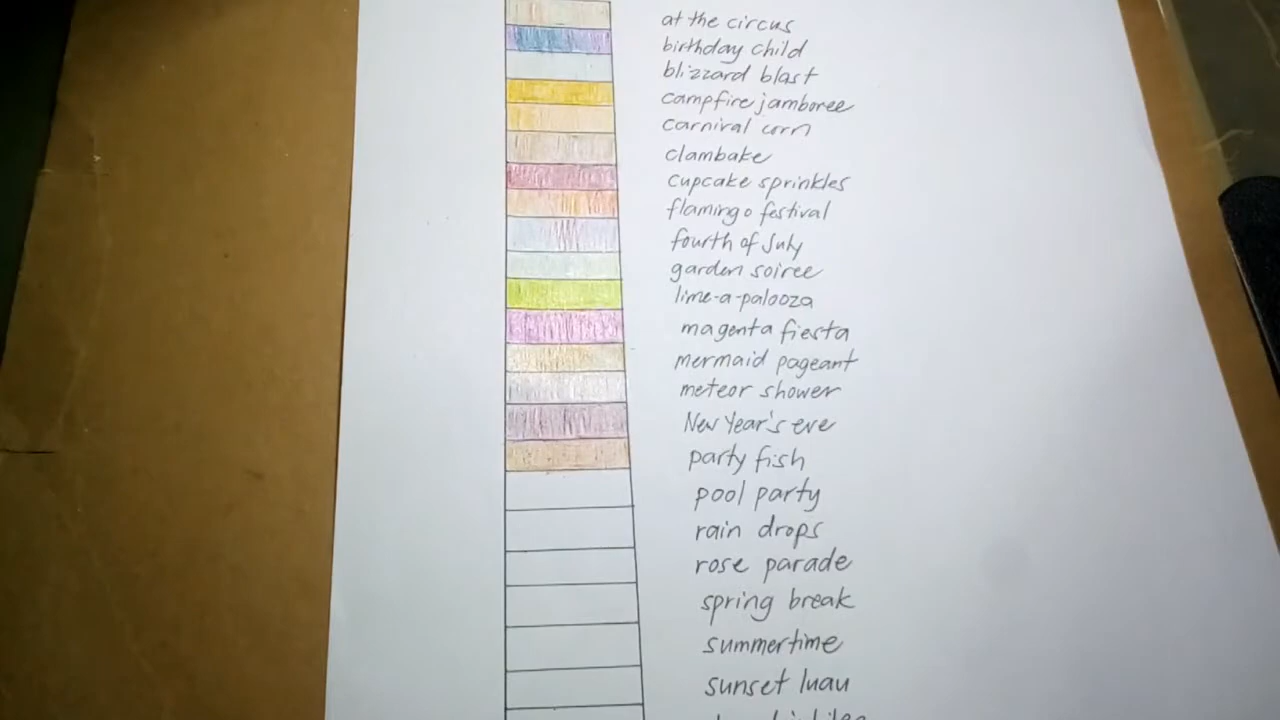 at the circus
birthday child
blizzard blast
campfire jamboree
carnival corn
clambake
cupcake sprinkles
flamingo festival
fourth of July
garden soiree
lime-a-palooza
magenta fiesta
mermaid pageant
meteor shower
New Year's eve
party fish
pool party
rain drops
rose parade
spring break
summertime
sunset luau